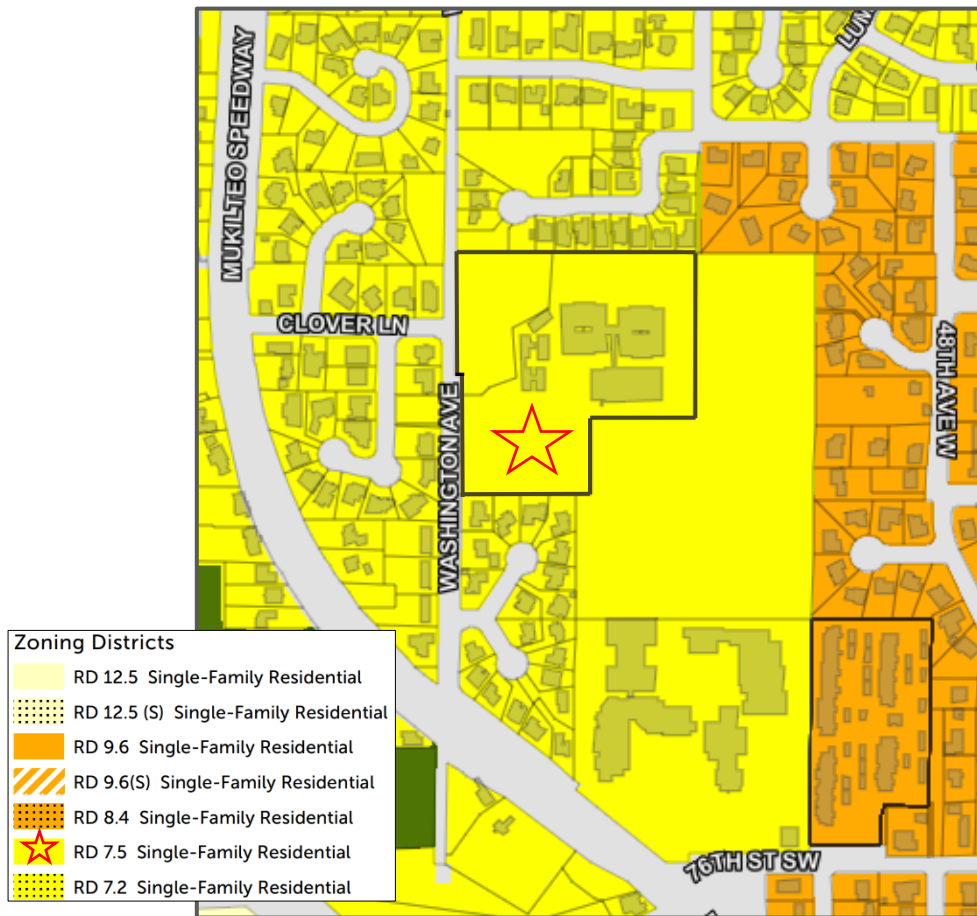 LUM
MUKILTEO SPEEDWAY
CLOVER LN
48TH AVE W
WASHINGTON AVE
76TH ST SW
Zoning Districts
RD 12.5 Single-Family Residential
RD 12.5 (S) Single-Family Residential
RD 9.6 Single-Family Residential
RD 9.6(S) Single-Family Residential
RD 8.4 Single-Family Residential
RD 7.5 Single-Family Residential
RD 7.2 Single-Family Residential